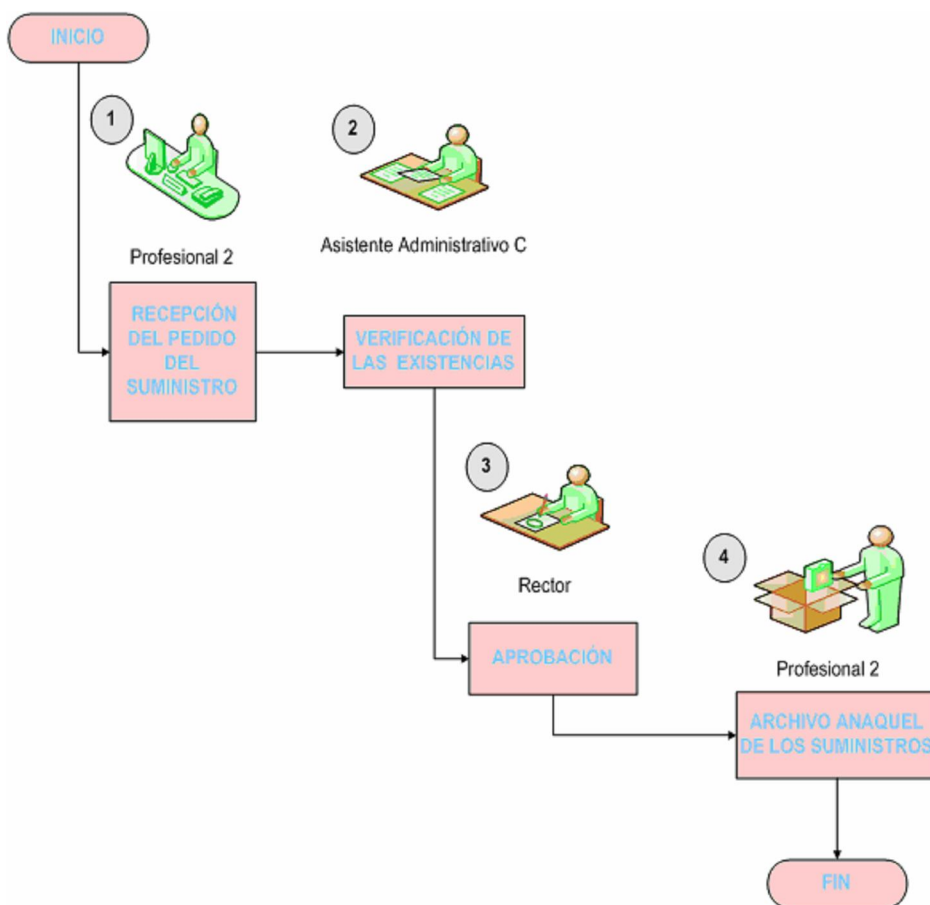 INICIO
1
Profesional 2
RECEPCIÓN
DEL PEDIDO
DEL
SUMINISTRO
2
Asistente Administrativo C
VERIFICACIÓN DE
LAS EXISTENCIAS
3
Rector
APROBACIÓN
4
Profesional 2
ARCHIVO ANAQUEL
DE LOS SUMINISTROS
FIN